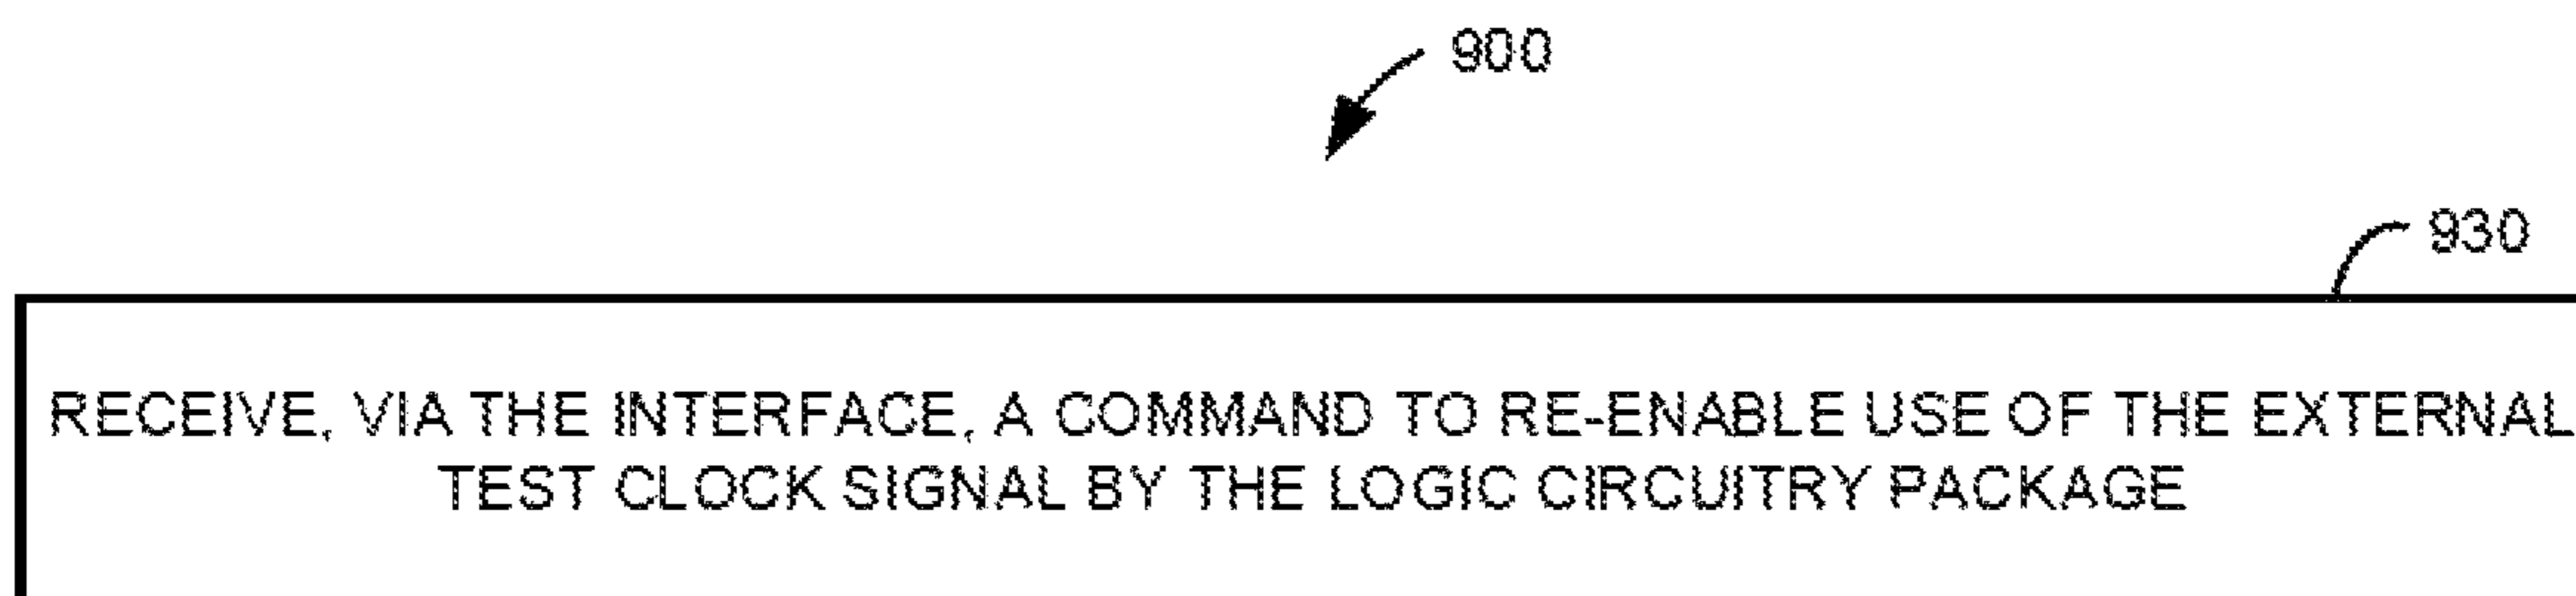 900
930
RECEIVE, VIA THE INTERFACE, A COMMAND TO RE-ENABLE USE OF THE EXTERNAL
TEST CLOCK SIGNAL BY THE LOGIC CIRCUITRY PACKAGE